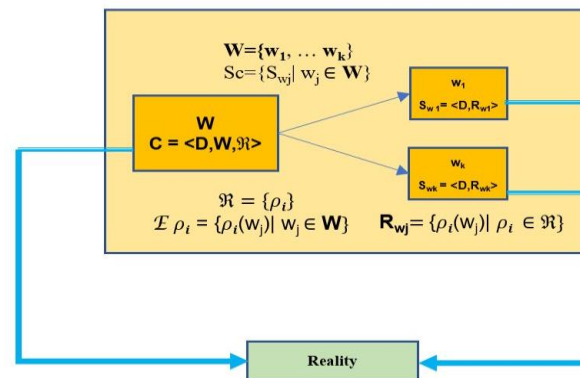 W={w₁, … wₖ}
Sc={S_wj| wⱼ ∈ W}
w₁
S_w1= <D,R_w1>
W
C = <D,W,ℜ>
wₖ
S_wk= <D,R_wk>
ℜ = {ρᵢ}
ℰ ρᵢ = {ρᵢ(wⱼ)| wⱼ ∈ W}
R_wj= {ρᵢ(wⱼ)| ρᵢ ∈ ℜ}
Reality